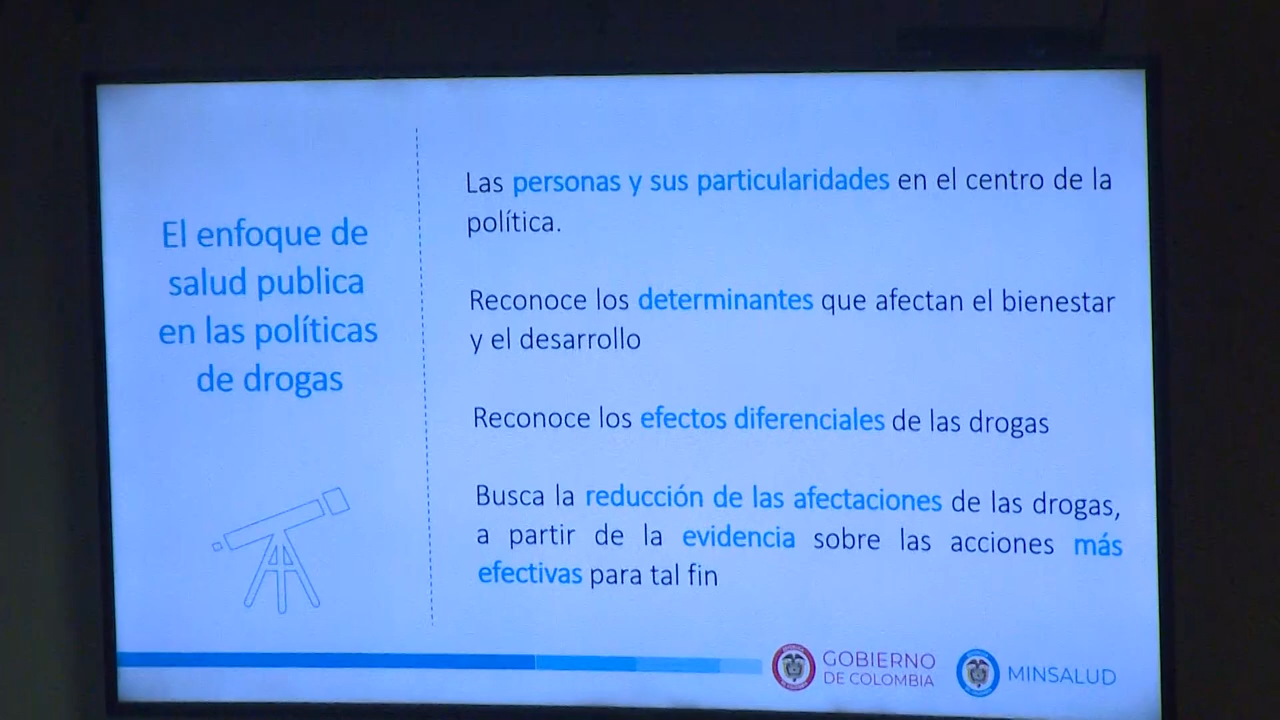 El enfoque de
salud publica
en las políticas
de drogas
Las personas y sus particularidades en el centro de la
política.
Reconoce los determinantes que afectan el bienestar
y el desarrollo
Reconoce los efectos diferenciales de las drogas
Busca la reducción de las afectaciones de las drogas,
a partir de la evidencia sobre las acciones más
efectivas para tal fin
GOBIERNO
DE COLOMBIA
MINSALUD